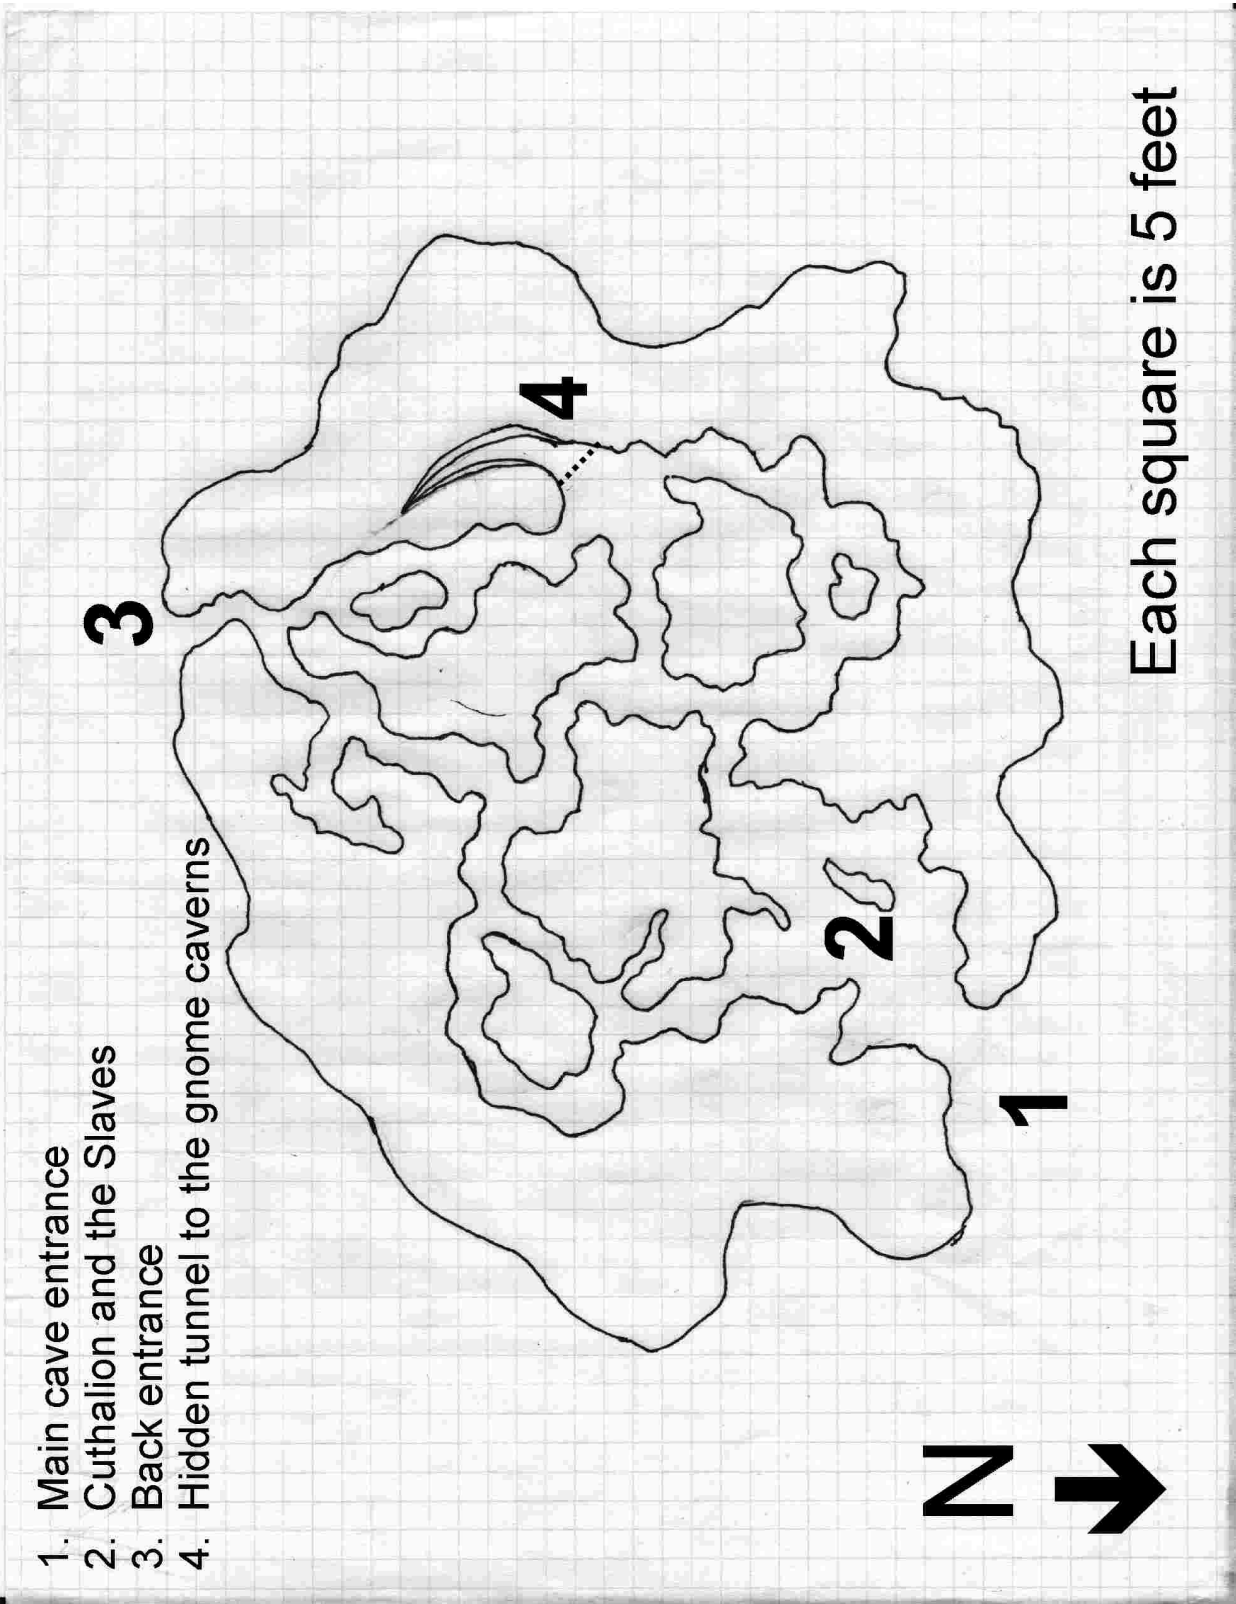 1. Main cave entrance
2. Cuthalion and the Slaves
3. Back entrance
4. Hidden tunnel to the gnome caverns
3
4
2
1
N
Each square is 5 feet